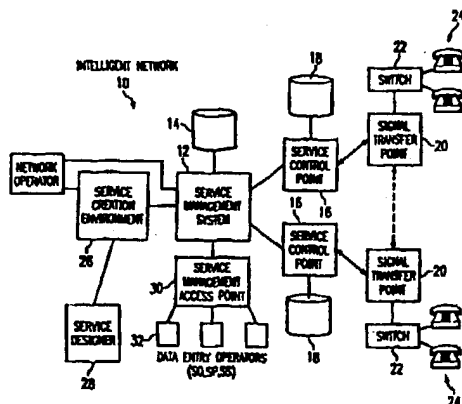 24
22
SWITCH
INTELLIGENT NETWORK
10
18
14
SIGNAL
TRANSFER
POINT
20
12
SERVICE
CONTROL
POINT
16
NETWORK
OPERATOR
SERVICE
CREATION
ENVIRONMENT
26
SERVICE
MANAGEMENT
SYSTEM
16
SERVICE
CONTROL
POINT
30
SERVICE
MANAGEMENT
ACCESS POINT
SIGNAL
TRANSFER
POINT
20
18
SERVICE
DESIGNER
28
32
DATA ENTRY OPERATORS
(SO,SP,SS)
SWITCH
22
24